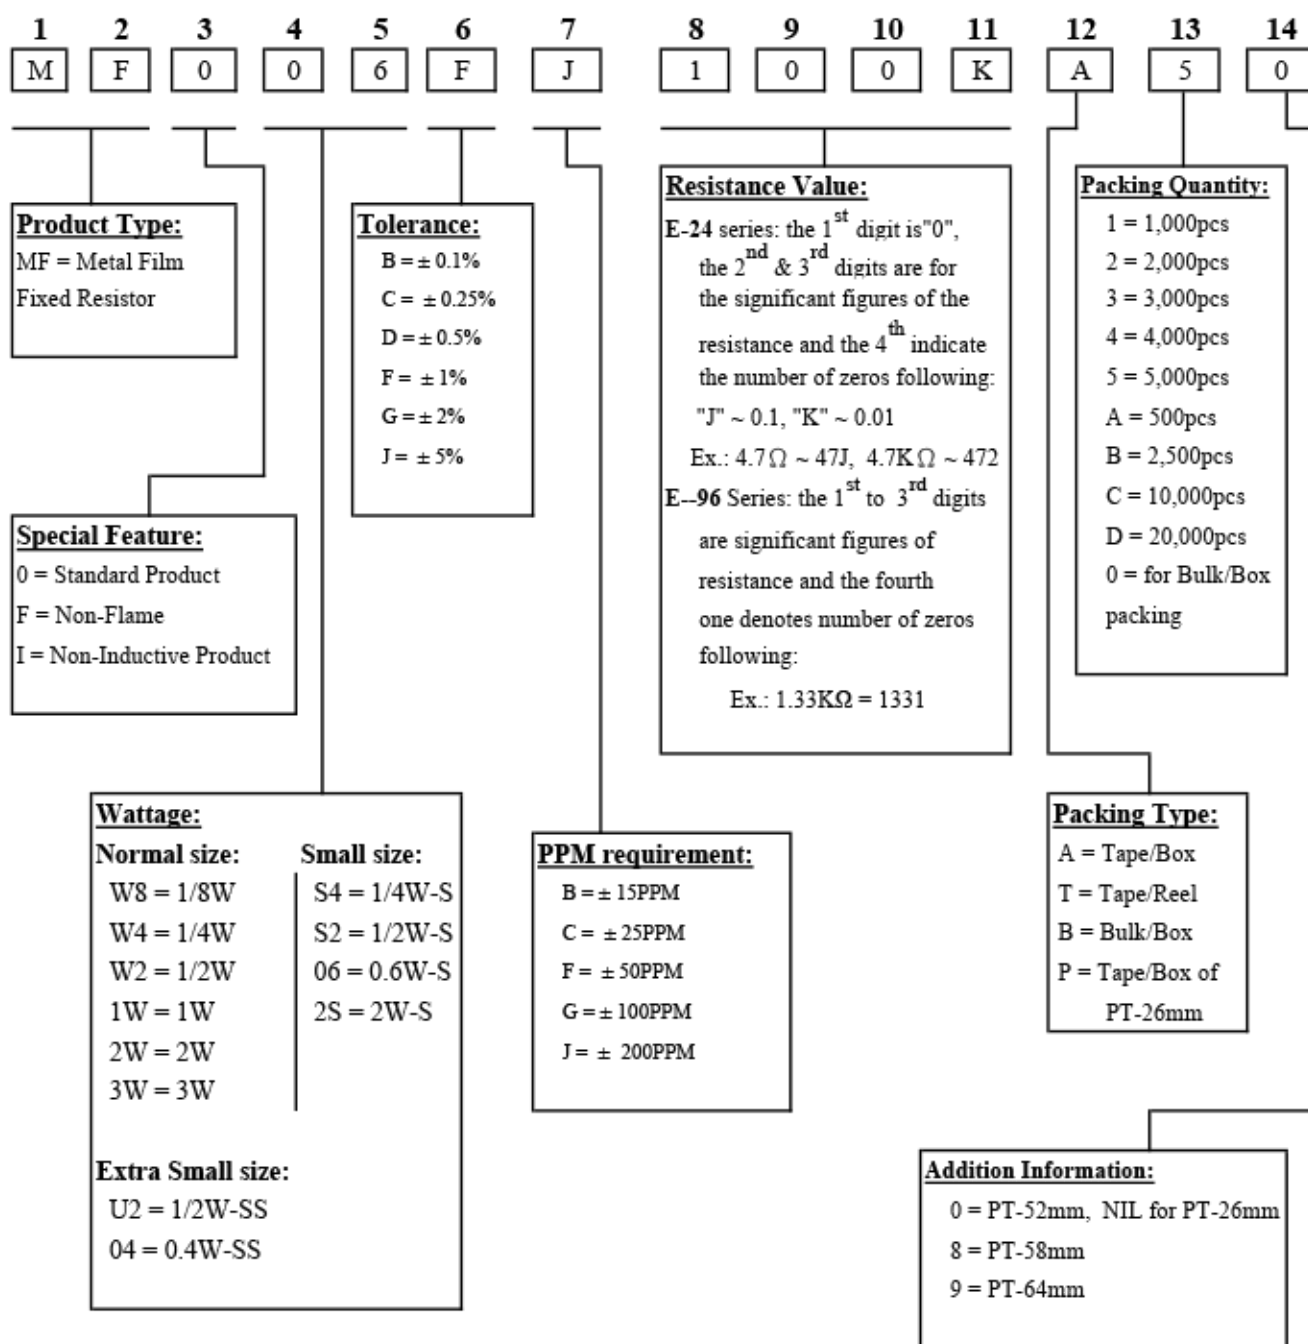 1 2 3 4 5 6 7 8 9 10 11 12 13 14
M F 0 0 6 F J 1 0 0 K A 5 0
Product Type:
MF = Metal Film
Fixed Resistor
Special Feature:
0 = Standard Product
F = Non-Flame
I = Non-Inductive Product
Tolerance:
B = ± 0.1%
C = ± 0.25%
D = ± 0.5%
F = ± 1%
G = ± 2%
J = ± 5%
Resistance Value:
E-24 series: the 1st digit is"0",
the 2nd & 3rd digits are for
the significant figures of the
resistance and the 4th indicate
the number of zeros following:
"J" ~ 0.1, "K" ~ 0.01
Ex.: 4.7Ω ~ 47J, 4.7KΩ ~ 472
E--96 Series: the 1st to 3rd digits
are significant figures of
resistance and the fourth
one denotes number of zeros
following:
Ex.: 1.33KΩ = 1331
Packing Quantity:
1 = 1,000pcs
2 = 2,000pcs
3 = 3,000pcs
4 = 4,000pcs
5 = 5,000pcs
A = 500pcs
B = 2,500pcs
C = 10,000pcs
D = 20,000pcs
0 = for Bulk/Box
packing
Wattage:
Normal size: Small size:
W8 = 1/8W S4 = 1/4W-S
W4 = 1/4W S2 = 1/2W-S
W2 = 1/2W 06 = 0.6W-S
1W = 1W 2S = 2W-S
2W = 2W
3W = 3W
Extra Small size:
U2 = 1/2W-SS
04 = 0.4W-SS
PPM requirement:
B = ± 15PPM
C = ± 25PPM
F = ± 50PPM
G = ± 100PPM
J = ± 200PPM
Packing Type:
A = Tape/Box
T = Tape/Reel
B = Bulk/Box
P = Tape/Box of
PT-26mm
Addition Information:
0 = PT-52mm, NIL for PT-26mm
8 = PT-58mm
9 = PT-64mm